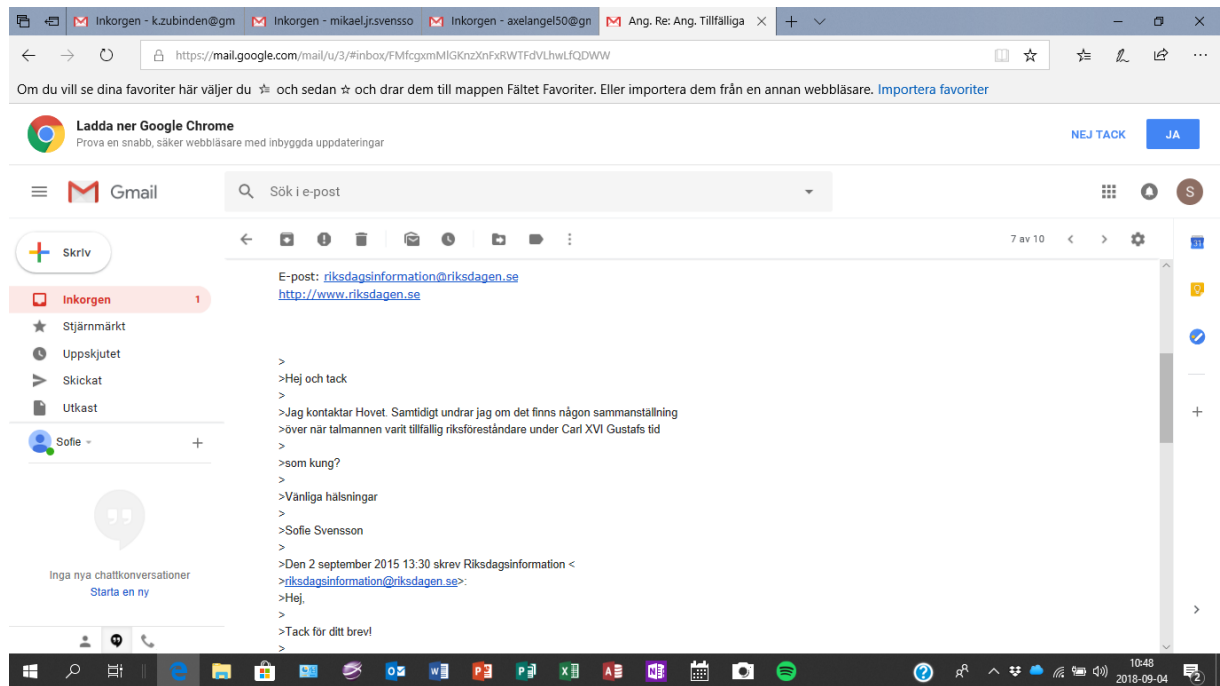 Inkorgen - k.zubinden@gm
Inkorgen - mikael.jr.svensso
Inkorgen - axelangel50@gn
Ang. Re: Ang. Tillfälliga
https://mail.google.com/mail/u/3/#inbox/FMfcgxmMlGKnzXnFxRWTFdVLhwLfQDWW
Om du vill se dina favoriter här väljer du och sedan och drar dem till mappen Fältet Favoriter. Eller importera dem från en annan webbläsare. Importera favoriter
Ladda ner Google Chrome
Prova en snabb, säker webbläsare med inbyggda uppdateringar
NEJ TACK
JA
Gmail
Sök i e-post
S
Skriv
7 av 10
31
Inkorgen 1
Stjärnmärkt
Uppskjutet
Skickat
Utkast
Sofie
Inga nya chattkonversationer
Starta en ny
E-post: riksdagsinformation@riksdagen.se
http://www.riksdagen.se
>
>Hej och tack
>
>Jag kontaktar Hovet. Samtidigt undrar jag om det finns någon sammanställning
>över när talmannen varit tillfällig riksföreståndare under Carl XVI Gustafs tid
>
>som kung?
>
>Vänliga hälsningar
>
>Sofie Svensson
>
>Den 2 september 2015 13:30 skrev Riksdagsinformation <
>riksdagsinformation@riksdagen.se>:
>Hej,
>
>Tack för ditt brev!
>
10:48
2018-09-04
2